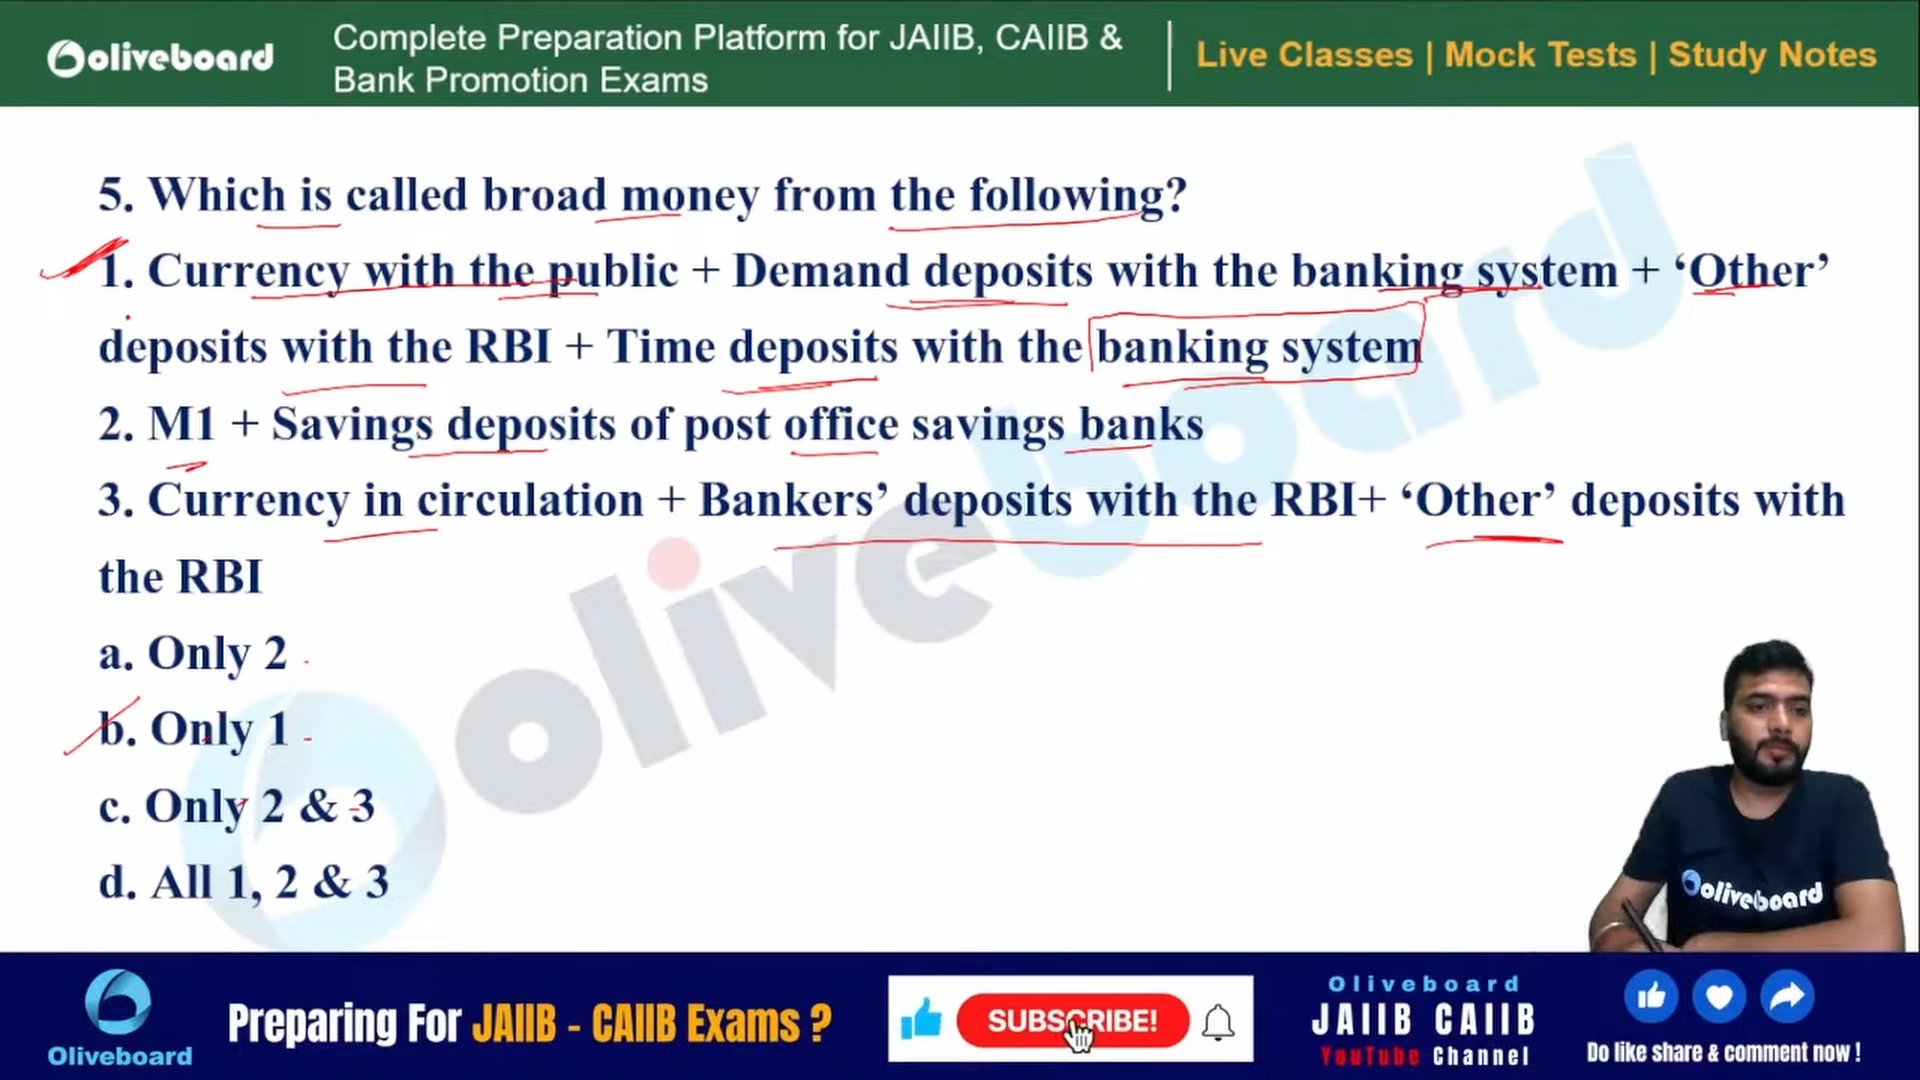 oliveboard
Complete Preparation Platform for JAIIB, CAIIB &
Bank Promotion Exams
Live Classes | Mock Tests | Study Notes
5. Which is called broad money from the following?
1. Currency with the public + Demand deposits with the banking system + ‘Other’
deposits with the RBI + Time deposits with the banking system
2. M1 + Savings deposits of post office savings banks
3. Currency in circulation + Bankers’ deposits with the RBI+ ‘Other’ deposits with
the RBI
a. Only 2
b. Only 1
c. Only 2 & 3
d. All 1, 2 & 3
oliveboard
oliveboard
Oliveboard
Preparing For JAIIB - CAIIB Exams ?
SUBSCRIBE!
Oliveboard
JAIIB CAIIB
YouTube Channel
Do like share & comment now !